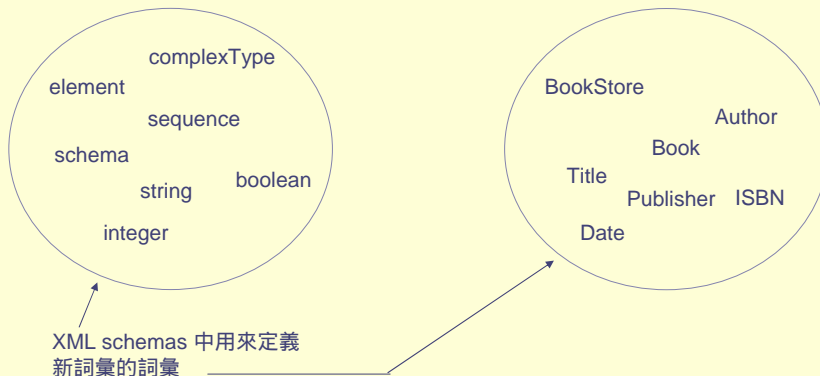 complexType
element
sequence
schema
string
boolean
integer
BookStore
Author
Book
Title
Publisher
ISBN
Date
XML schemas 中用來定義
新詞彙的詞彙